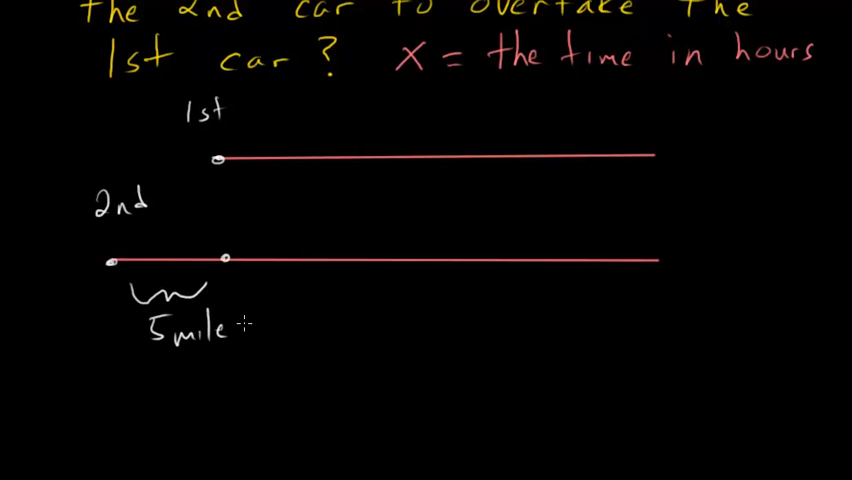 the 2nd car to overtake the
1st car? X = the time in hours
1st
2nd
5 mile